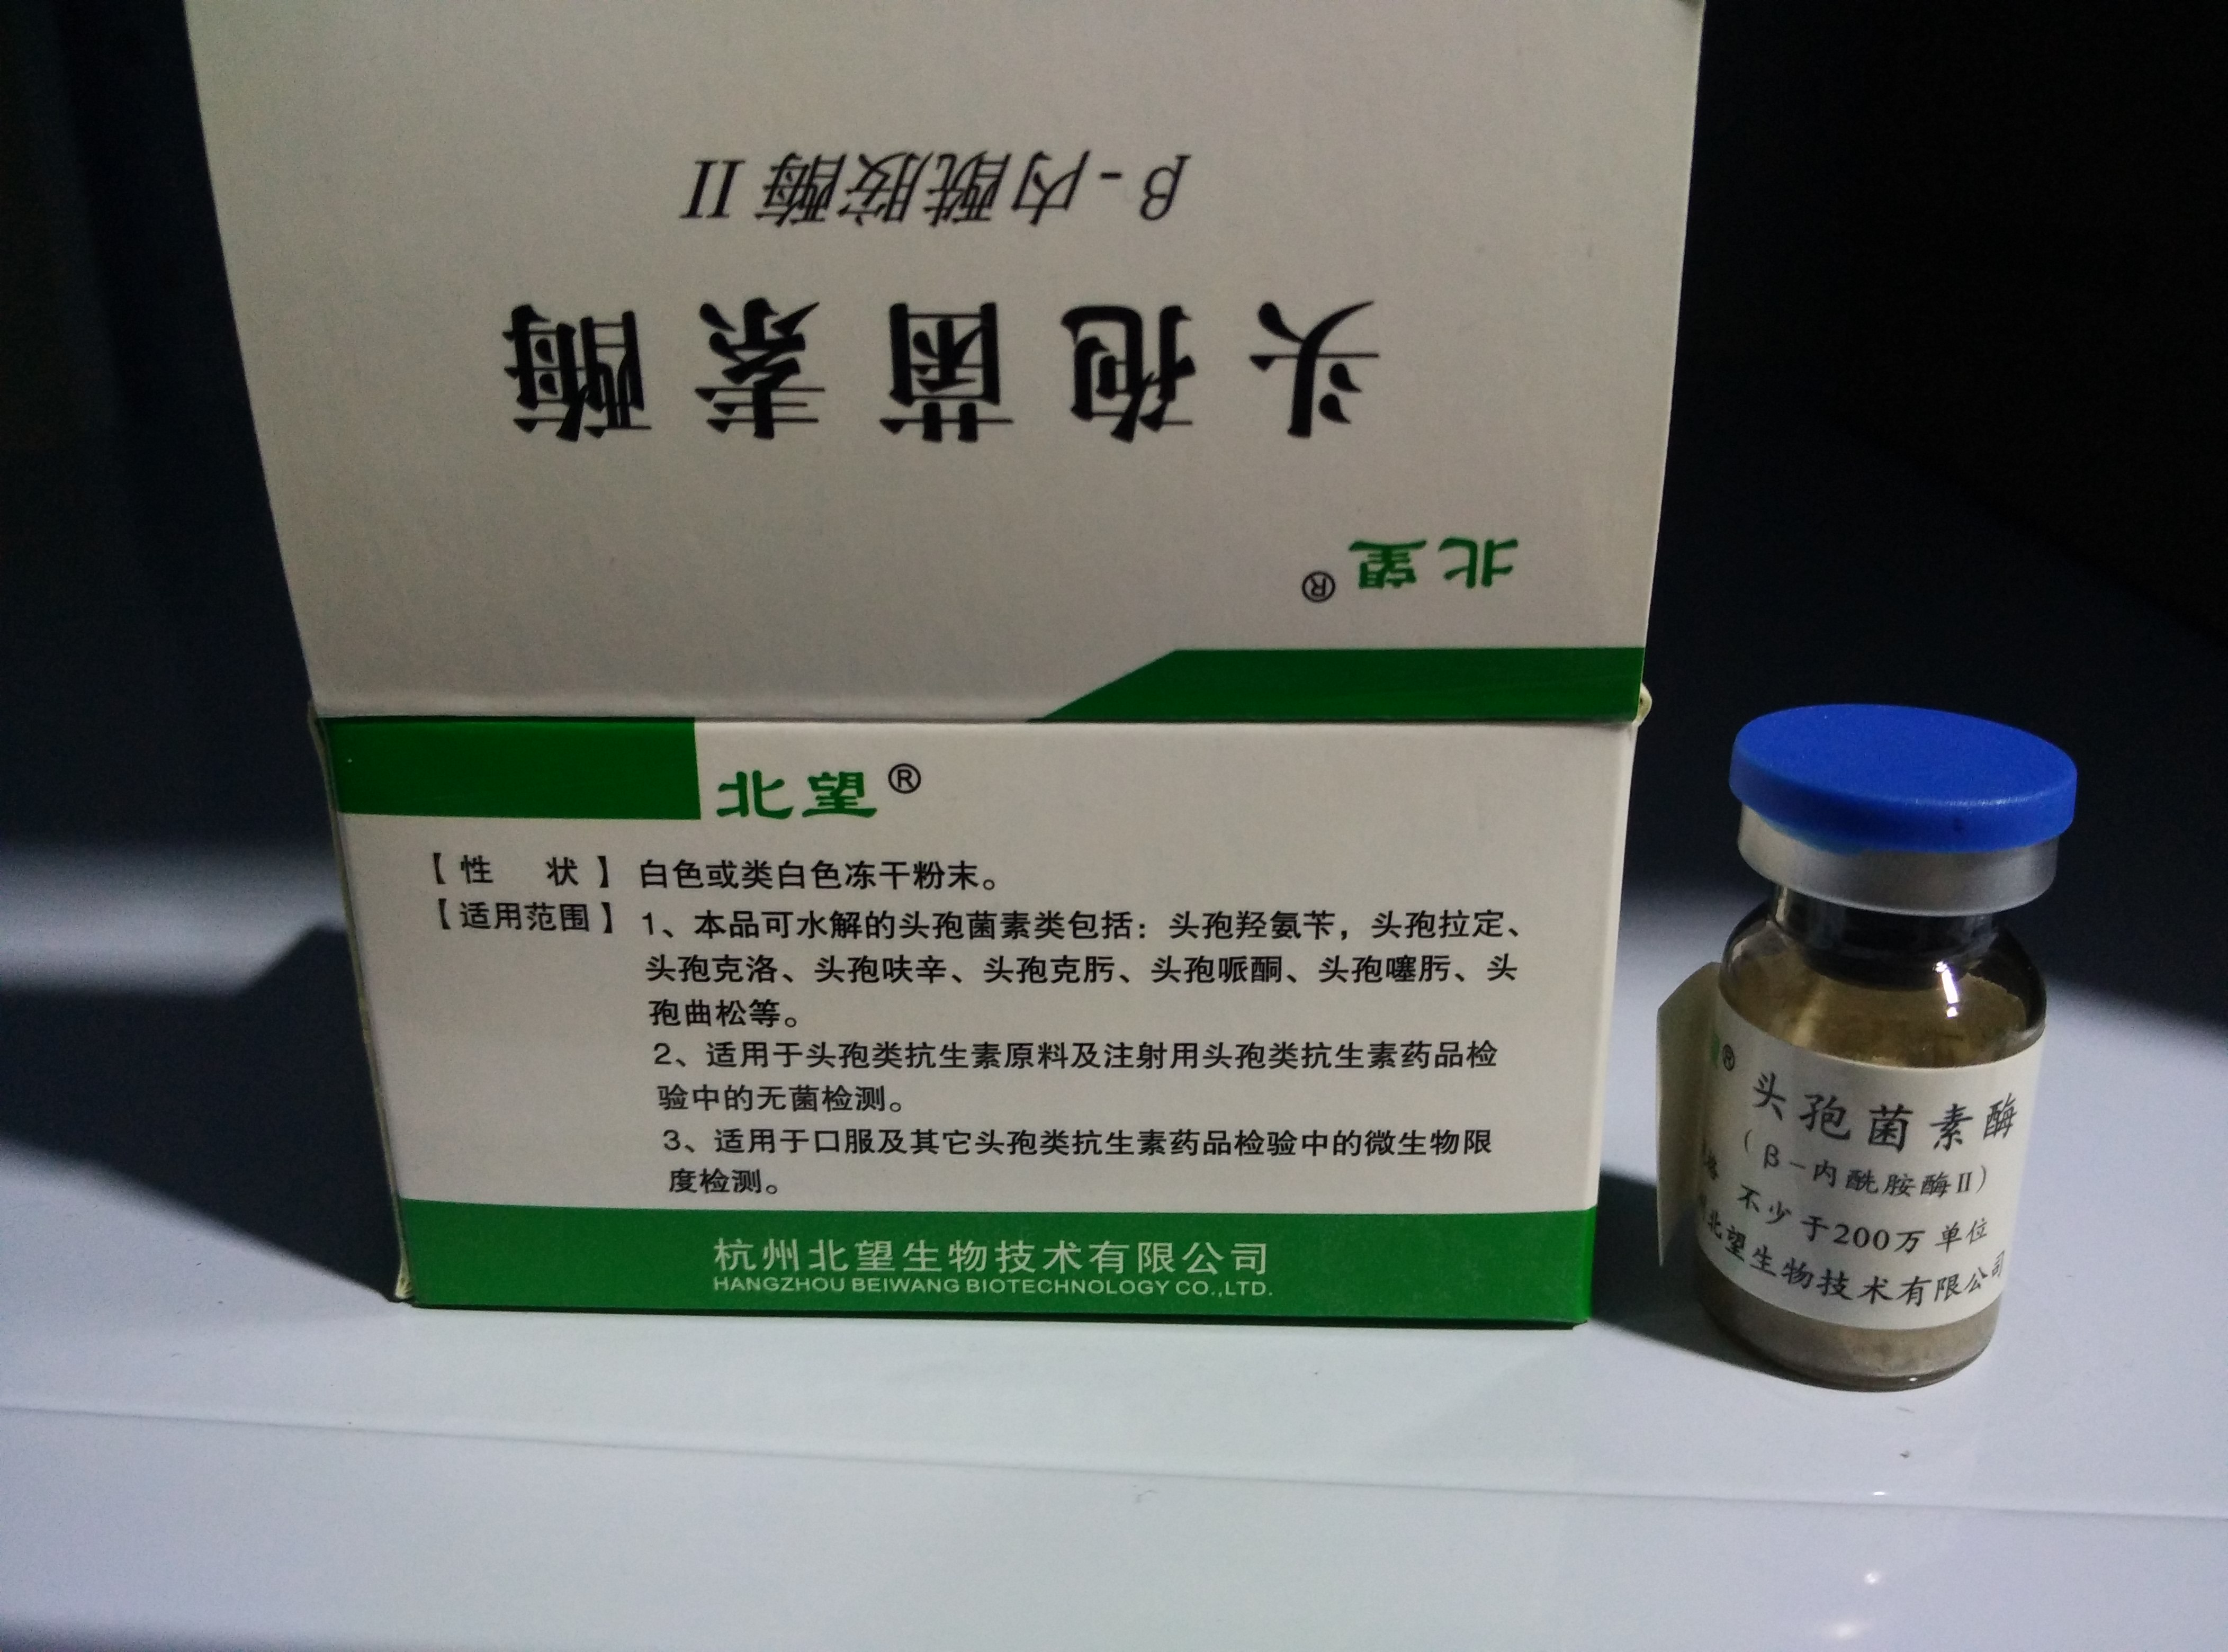 β-内酰胺酶 II
头孢菌素酶
北望®
北望®
【性 状】白色或类白色冻干粉末。
【适用范围】1、本品可水解的头孢菌素类包括：头孢羟氨苄，头孢拉定、
头孢克洛、头孢呋辛、头孢克肟、头孢哌酮、头孢噻肟、头
孢曲松等。
2、适用于头孢类抗生素原料及注射用头孢类抗生素药品检
验中的无菌检测。
3、适用于口服及其它头孢类抗生素药品检验中的微生物限
度检测。
杭州北望生物技术有限公司
HANGZHOU BEIWANG BIOTECHNOLOGY CO.,LTD.
® 头孢菌素酶
（β-内酰胺酶II）
不少于200万单位
北望生物技术有限公司